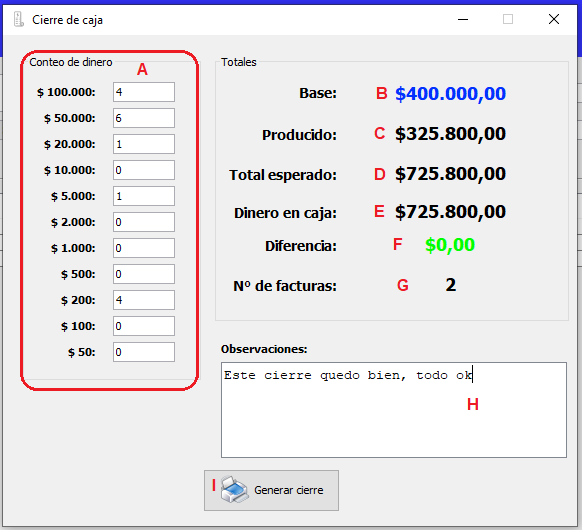 Cierre de caja
Conteo de dinero
A
$ 100.000: 4
$ 50.000: 6
$ 20.000: 1
$ 10.000: 0
$ 5.000: 1
$ 2.000: 0
$ 1.000: 0
$ 500: 0
$ 200: 4
$ 100: 0
$ 50: 0
Totales
Base: B $400.000,00
Producido: C $325.800,00
Total esperado: D $725.800,00
Dinero en caja: E $725.800,00
Diferencia: F $0,00
Nº de facturas: G 2
Observaciones:
Este cierre quedo bien, todo ok
H
I Generar cierre